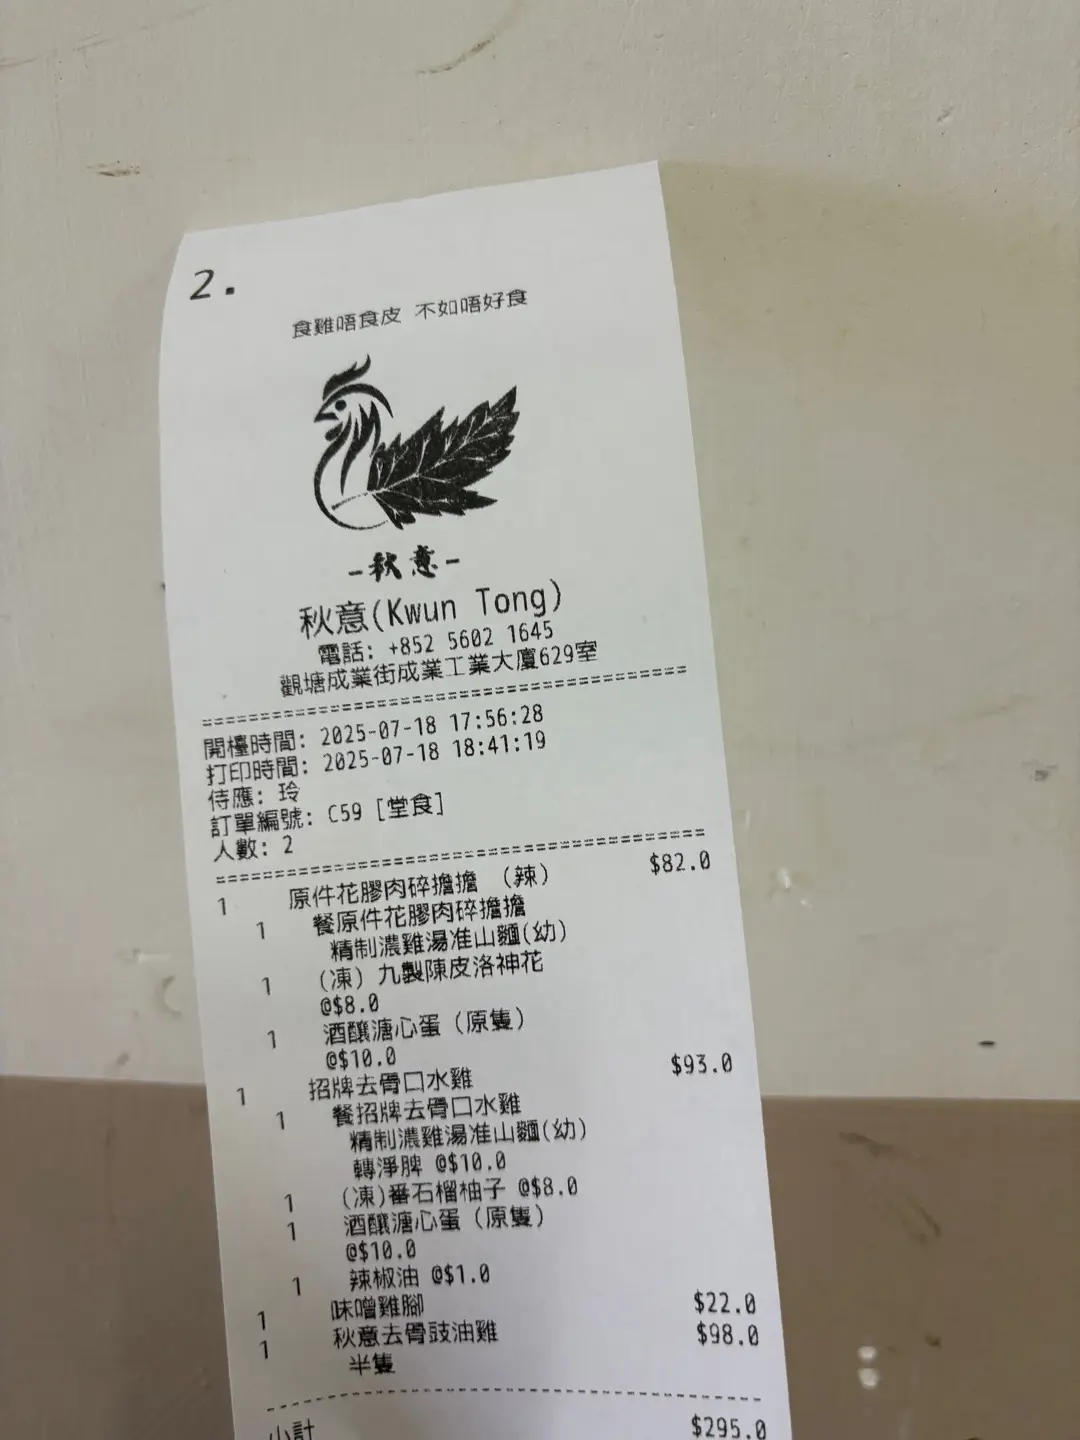 2.
食雞唔食皮 不如唔好食
-秋意-
秋意(Kwun Tong)
電話: +852 5602 1645
觀塘成業街成業工業大廈629室
開檯時間: 2025-07-18 17:56:28
打印時間: 2025-07-18 18:41:19
侍應: 玲
訂單編號: C59 [堂食]
人數: 2
1 原件花膠肉碎擔擔 (辣) $82.0
1 餐原件花膠肉碎擔擔
精制濃雞湯准山麵(幼)
1 (凍) 九製陳皮洛神花
@$8.0
1 酒釀溏心蛋 (原隻)
@$10.0
1 招牌去骨口水雞 $93.0
1 餐招牌去骨口水雞
精制濃雞湯准山麵(幼)
轉淨脾 @$10.0
1 (凍)番石榴柚子 @$8.0
1 酒釀溏心蛋 (原隻)
@$10.0
1 辣椒油 @$1.0
1 味噌雞腳 $22.0
1 秋意去骨豉油雞 $98.0
半隻
小計 $295.0